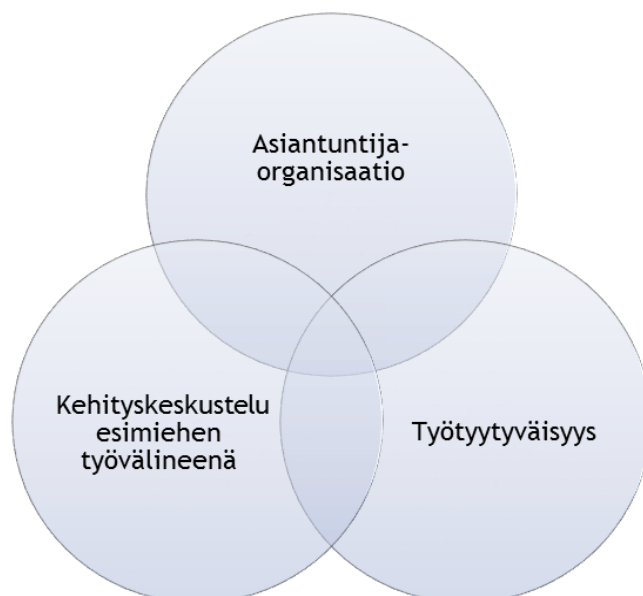 Asiantuntija-
organisaatio
Kehityskeskustelu
esimiehen
työvälineenä
Työtyytyväisyys